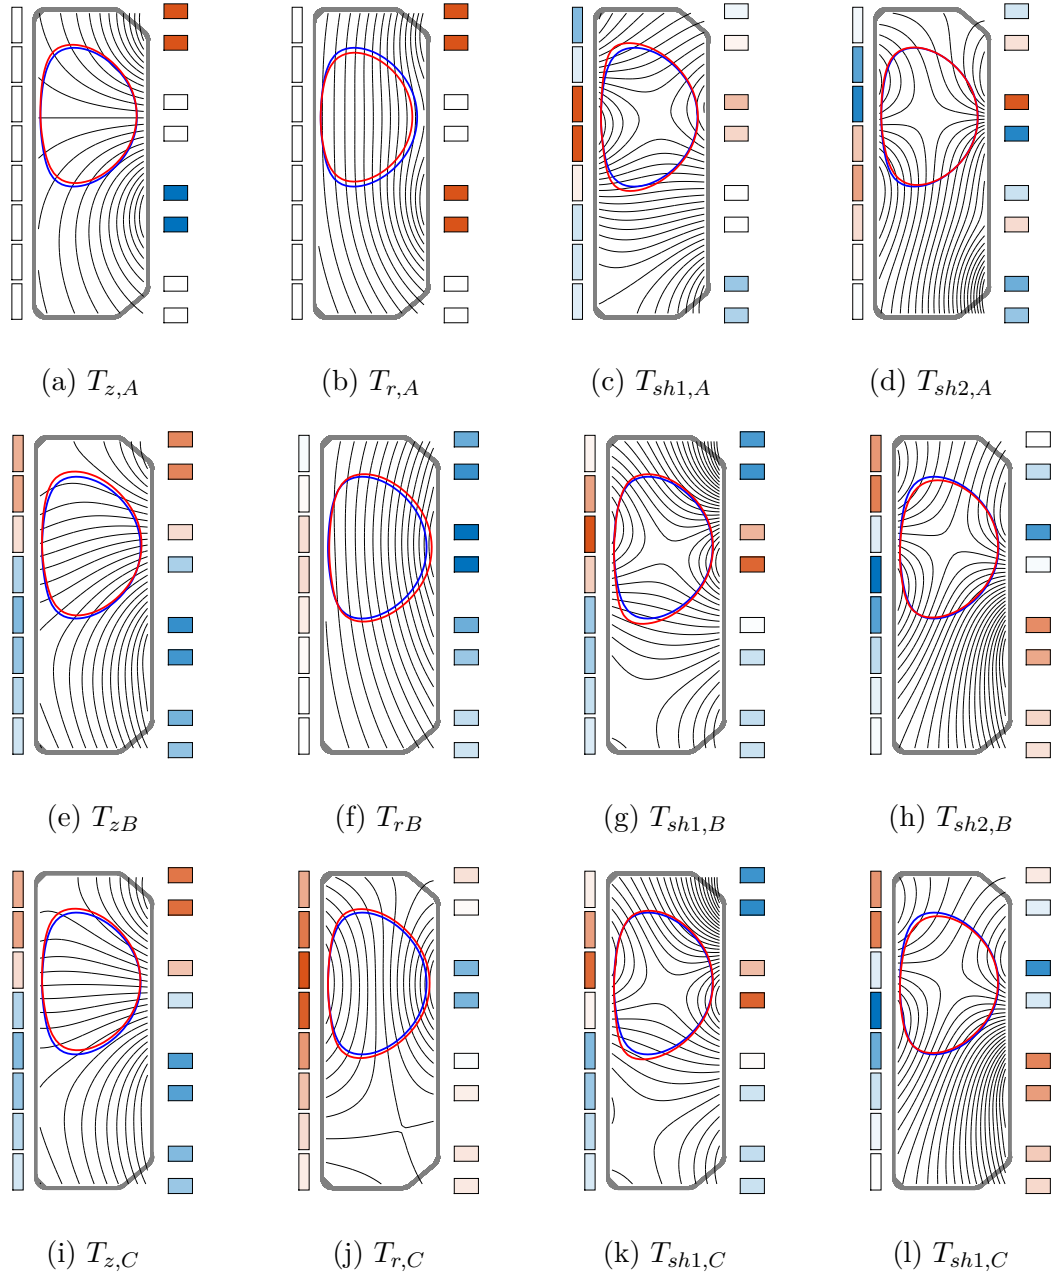 (a) T_{z,A} (b) T_{r,A} (c) T_{sh1,A} (d) T_{sh2,A}
(e) T_{zB} (f) T_{rB} (g) T_{sh1,B} (h) T_{sh2,B}
(i) T_{z,C} (j) T_{r,C} (k) T_{sh1,C} (l) T_{sh1,C}